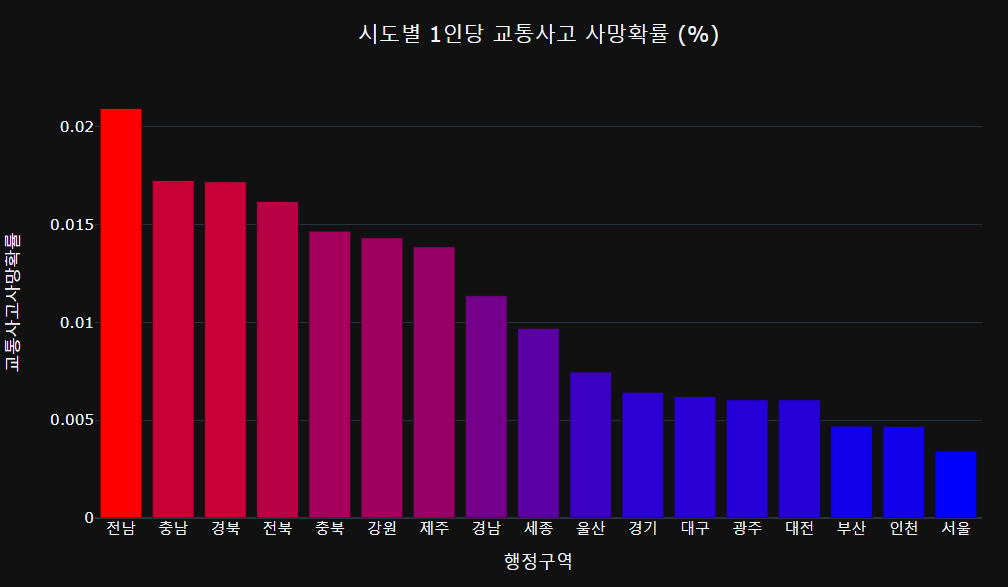 시도별 1인당 교통사고 사망확률 (%)
0.02
0.015
0.01
0.005
0
교통사고사망확률
전남 충남 경북 전북 충북 강원 제주 경남 세종 울산 경기 대구 광주 대전 부산 인천 서울
행정구역